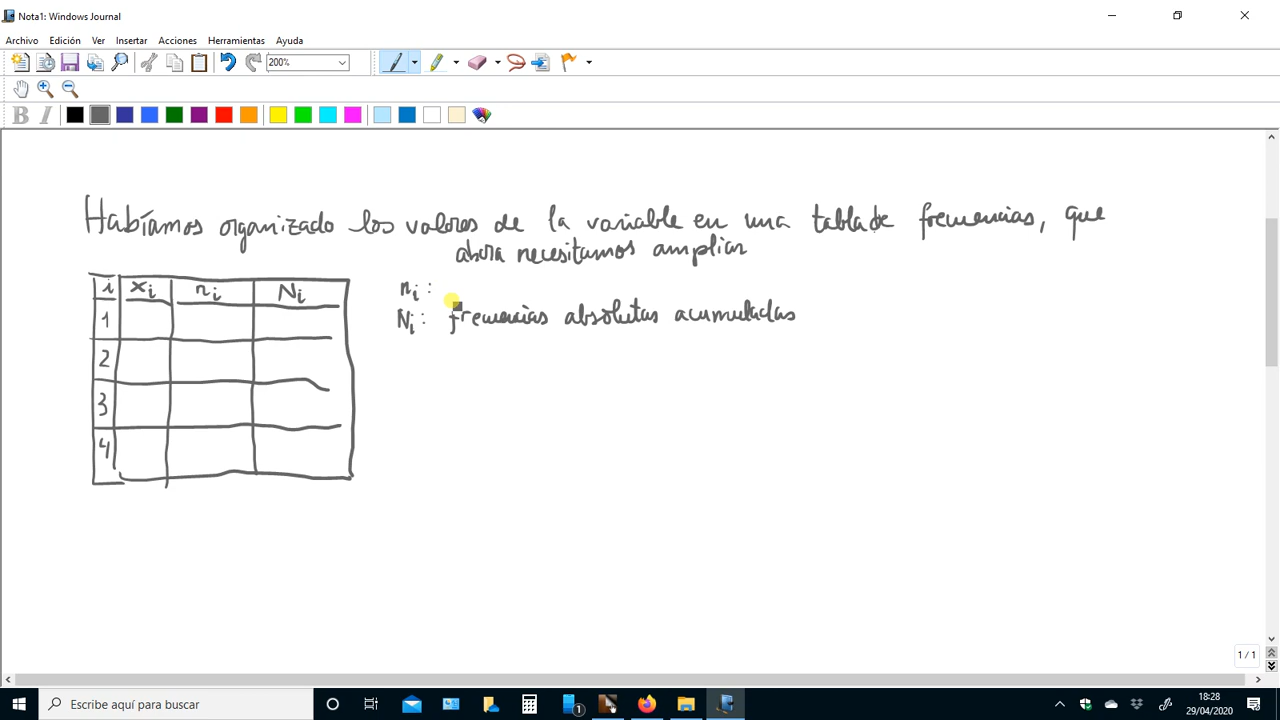 Nota1: Windows Journal
Archivo Edición Ver Insertar Acciones Herramientas Ayuda
200%
B I
Habíamos organizado los valores de la variable en una tabla de frecuencias, que
ahora necesitamos ampliar
i xi ni Ni
1
2
3
4
ni :
Ni : frecuencias absolutas acumuladas
1 / 1
Escribe aquí para buscar
1
18:28
29/04/2020